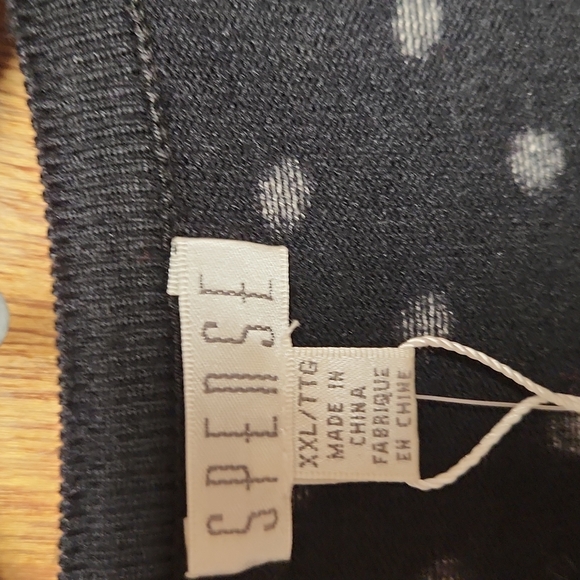 SPENSE
XXL/TTG
MADE IN
CHINA
FABRIQUE
EN CHINE